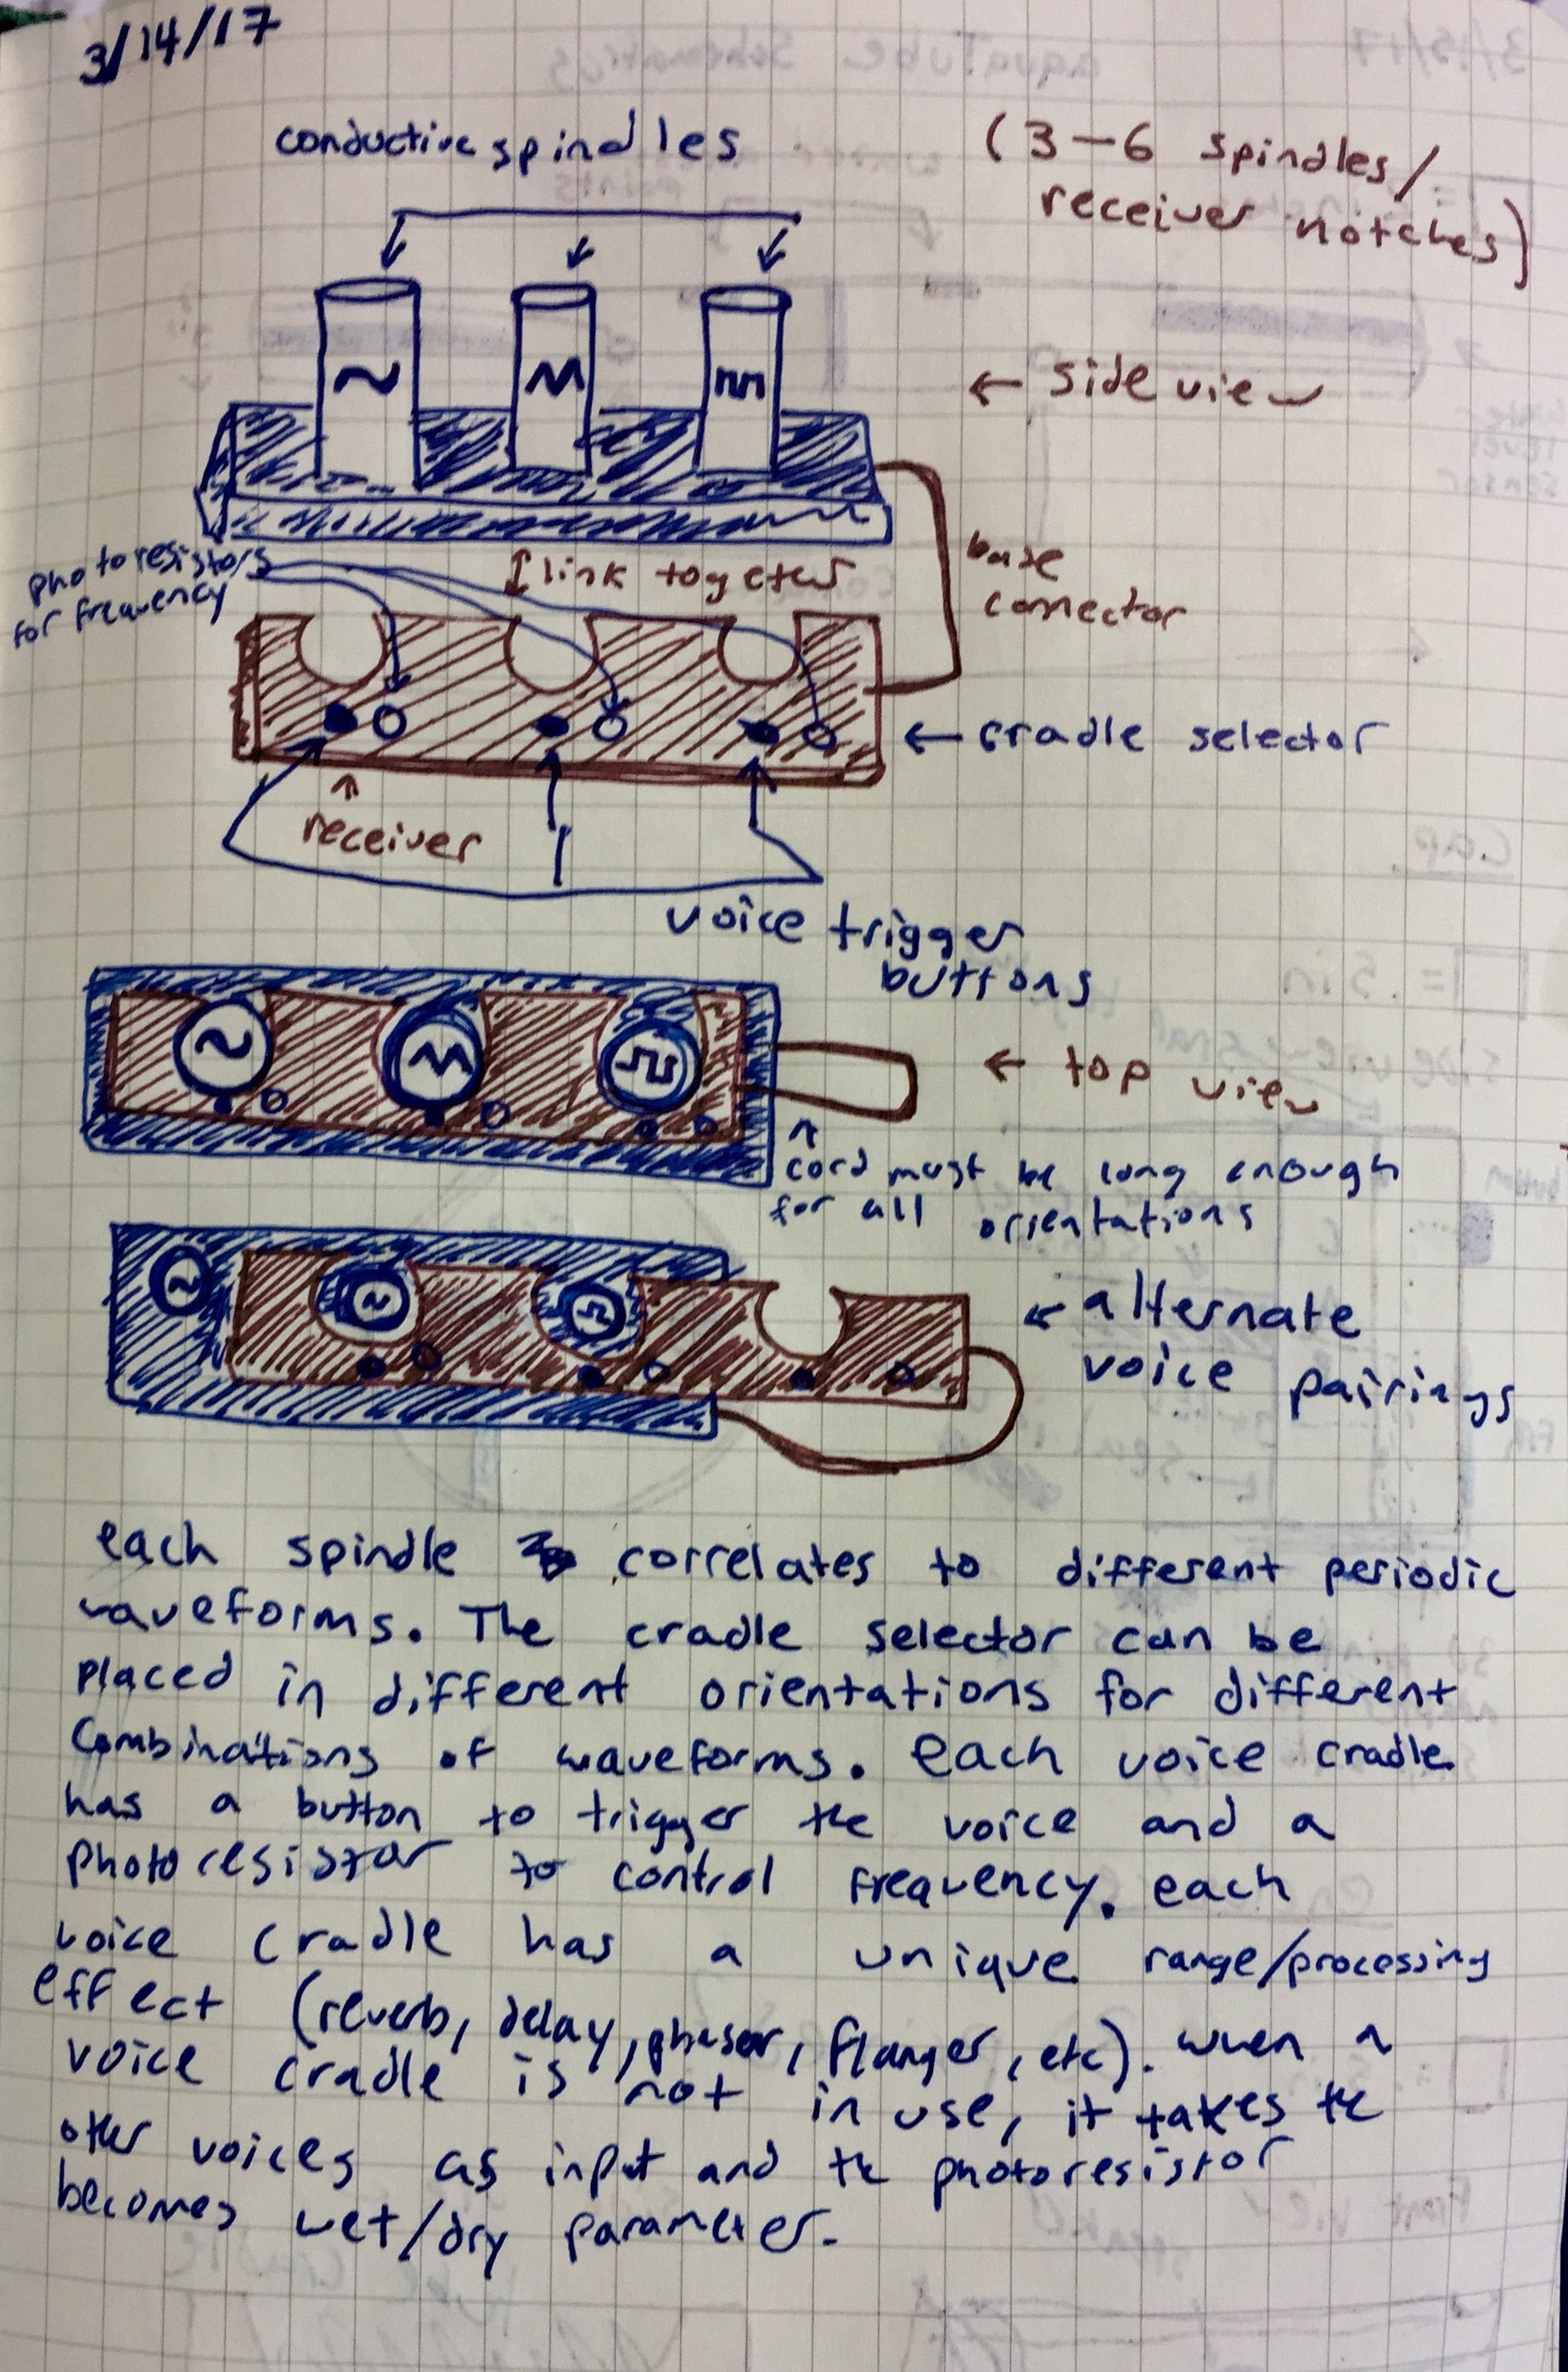 3/14/17
conductive spindles
(3-6 spindles/
receiver notches)
← side view
photoresistors
for frequency
link together
base
connector
← cradle selector
receiver
voice trigger
buttons
← top view
cord must be long enough
for all orientations
← alternate
voice pairings
each spindle correlates to different periodic
waveforms. The cradle selector can be
placed in different orientations for different
combinations of waveforms. each voice cradle
has a button to trigger the voice and a
photoresistor to control frequency. each
voice cradle has a unique range/processing
effect (reverb, delay, phaser, flanger, etc). when a
voice cradle is not in use, it takes the
other voices as input and the photoresistor
becomes wet/dry parameter.